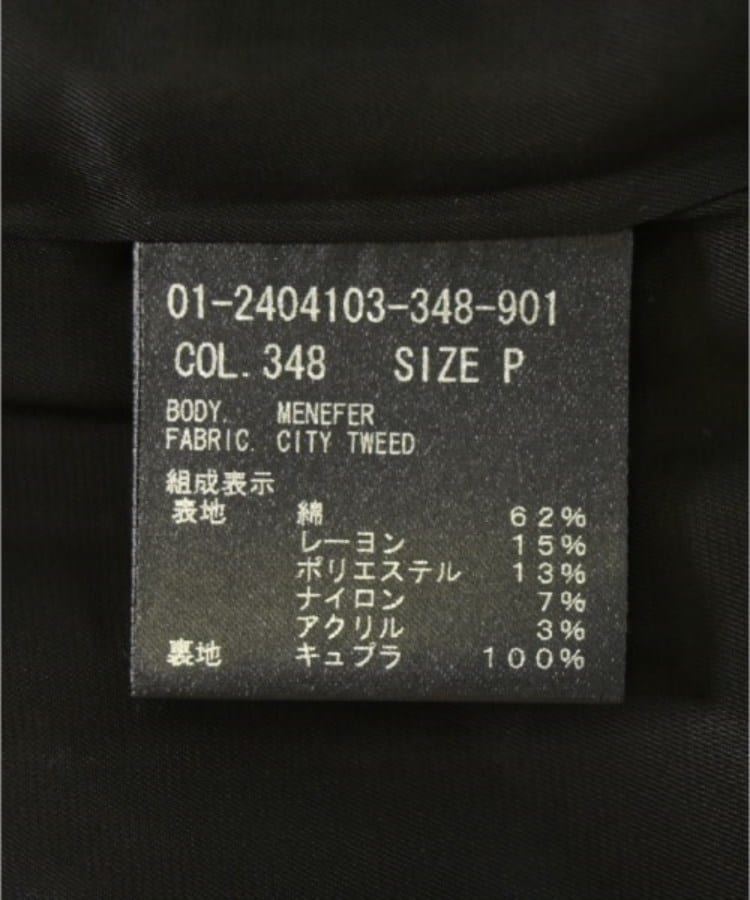 01-2404103-348-901
COL. 348 SIZE P
BODY. MENEFER
FABRIC. CITY TWEED
組成表示
表地 綿 62%
レーヨン 15%
ポリエステル 13%
ナイロン 7%
アクリル 3%
裏地 キュプラ 100%